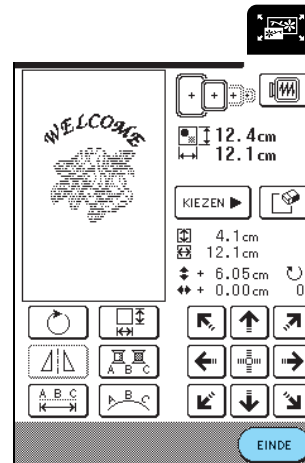 WELCOME
12.4cm
12.1cm
KIEZEN
4.1cm
12.1cm
+ 6.05cm
+ 0.00cm 0
A B C
A B C
A B C
EINDE